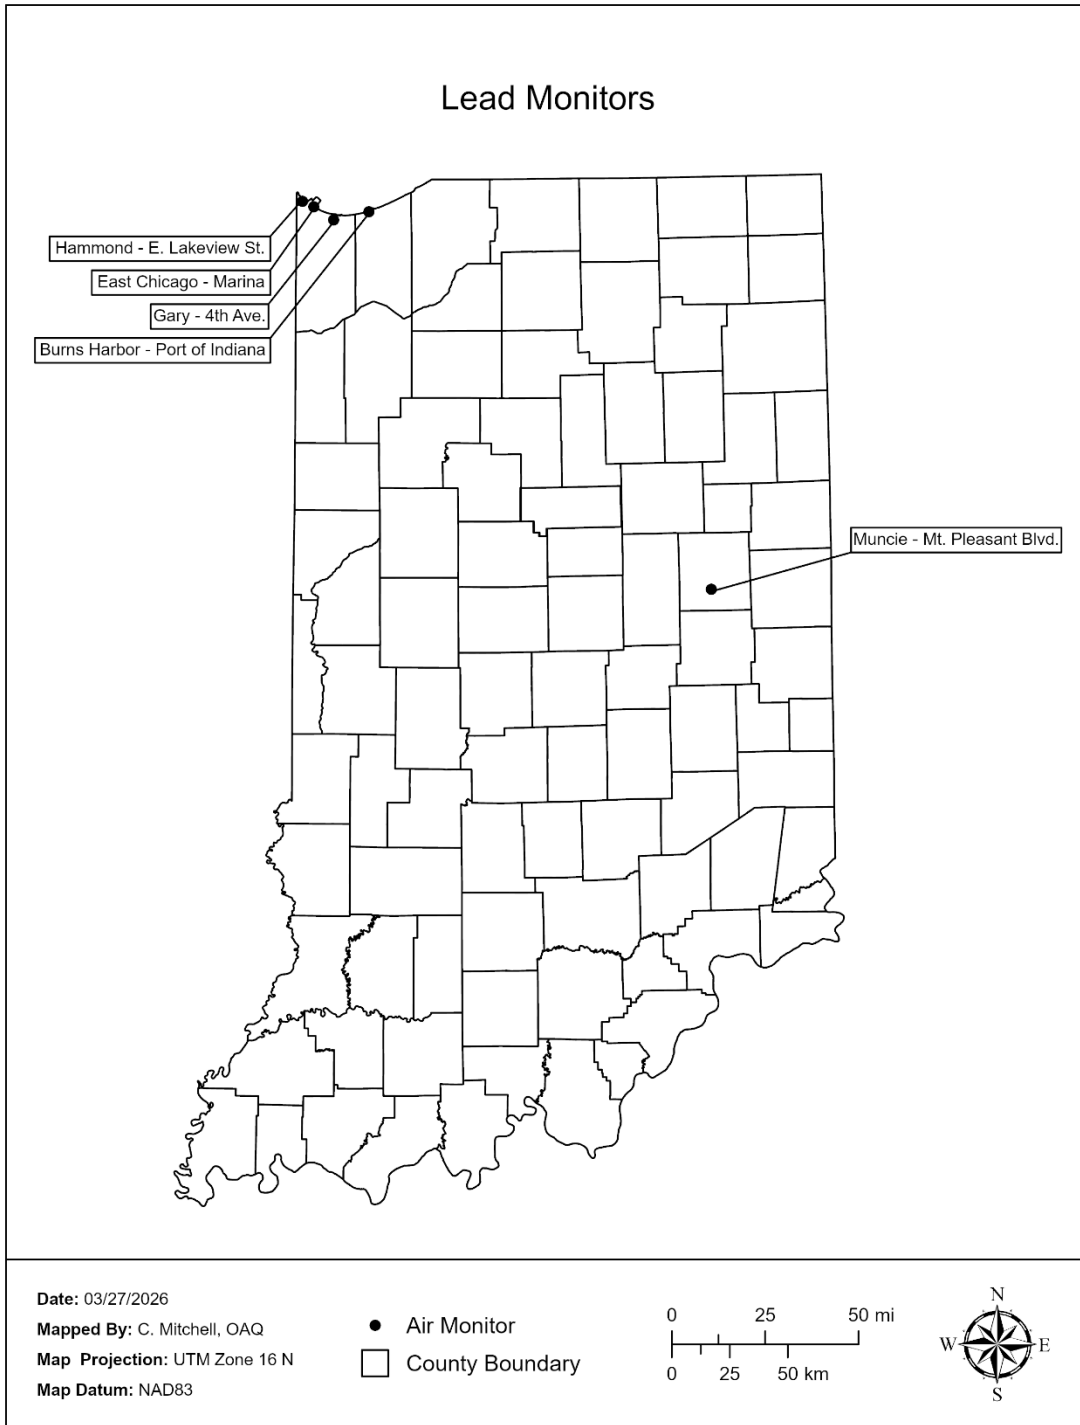 Lead Monitors
Hammond - E. Lakeview St.
East Chicago - Marina
Gary - 4th Ave.
Burns Harbor - Port of Indiana
Muncie - Mt. Pleasant Blvd.
Date: 03/27/2026
Mapped By: C. Mitchell, OAQ
Map Projection: UTM Zone 16 N
Map Datum: NAD83
Air Monitor
County Boundary
0 25 50 mi
0 25 50 km
N
W E
S